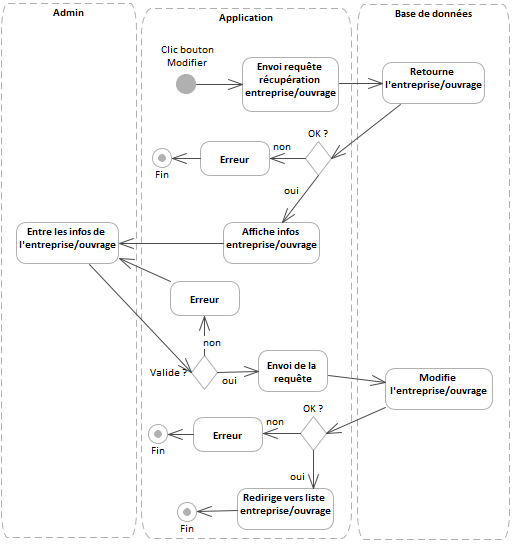 Admin
Application
Base de données
Clic bouton
Modifier
Envoi requête
récupération
entreprise/ouvrage
Retourne
l'entreprise/ouvrage
OK ?
non
Erreur
Fin
oui
Affiche infos
entreprise/ouvrage
Entre les infos de
l'entreprise/ouvrage
Erreur
non
Valide ?
oui
Envoi de la
requête
Modifie
l'entreprise/ouvrage
OK ?
non
Erreur
Fin
oui
Redirige vers liste
entreprise/ouvrage
Fin